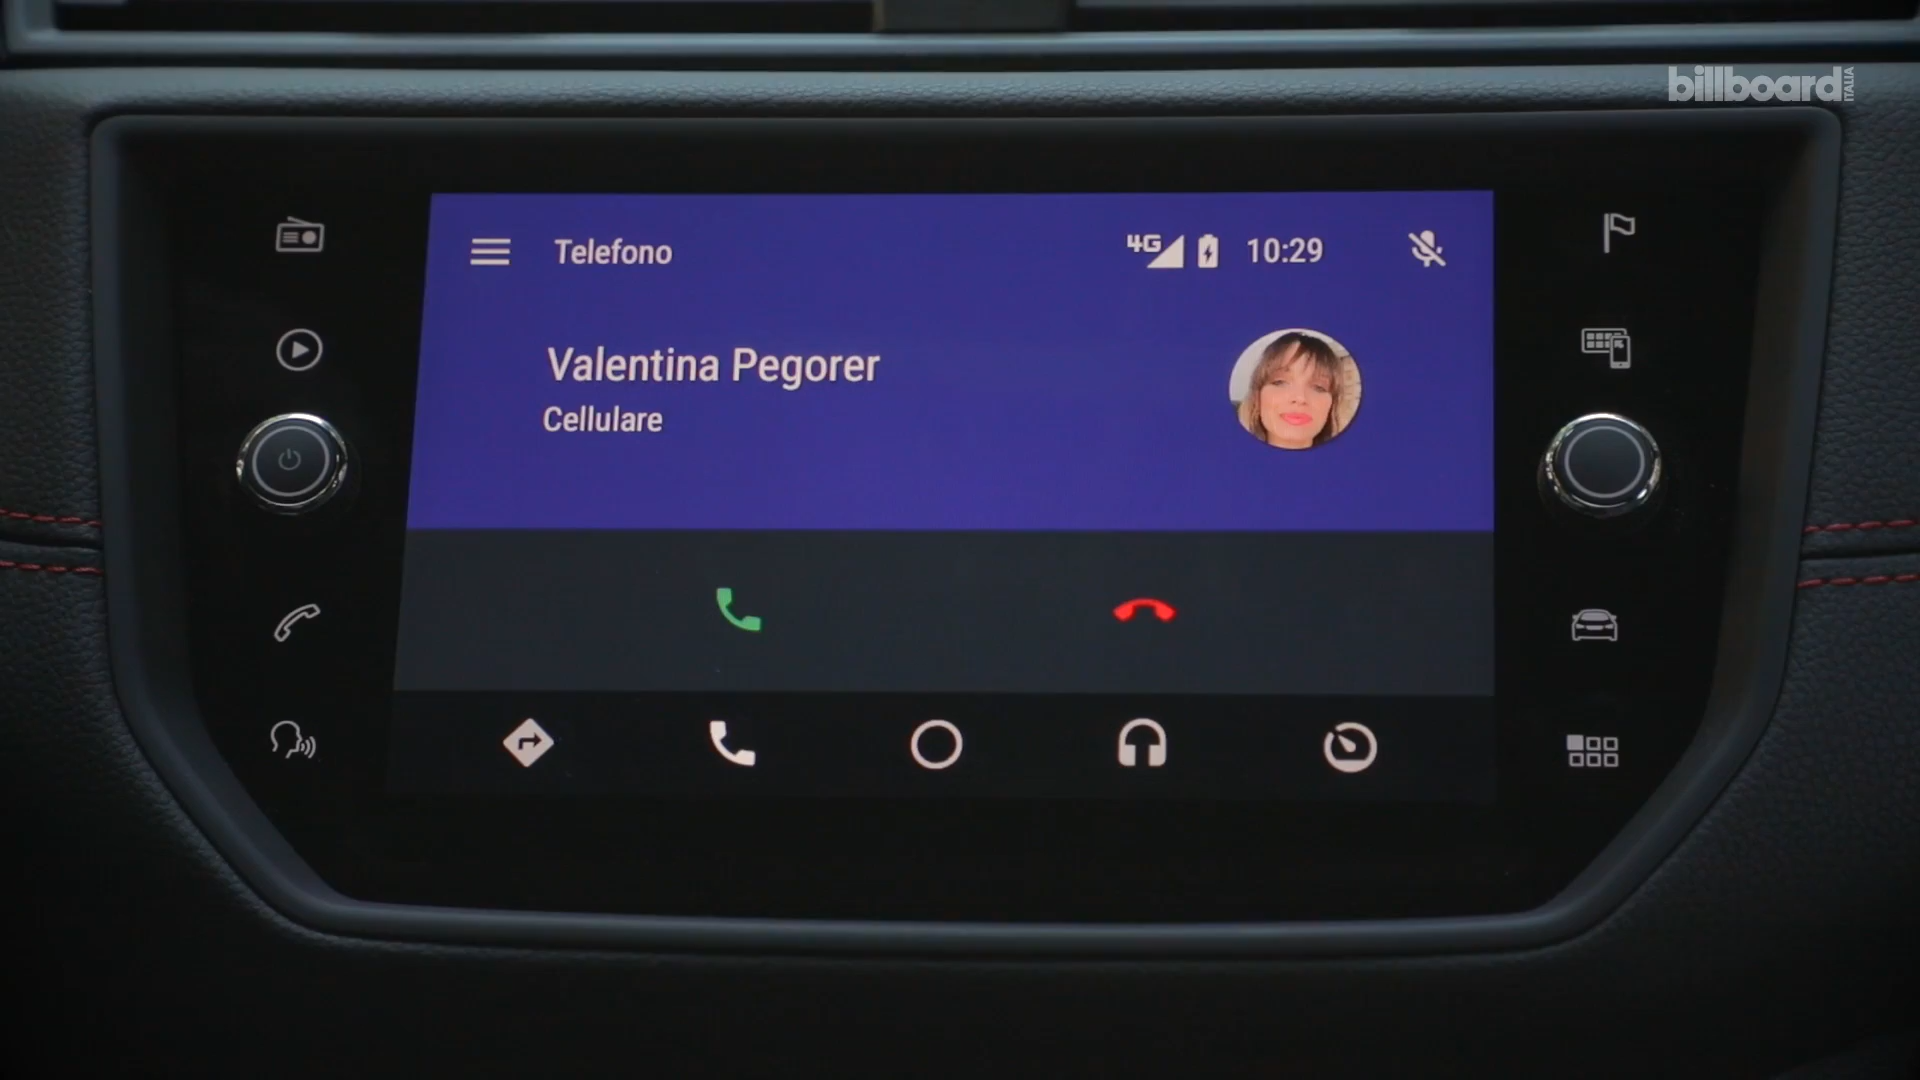 billboard ITALIA
Telefono
4G
10:29
Valentina Pegorer
Cellulare